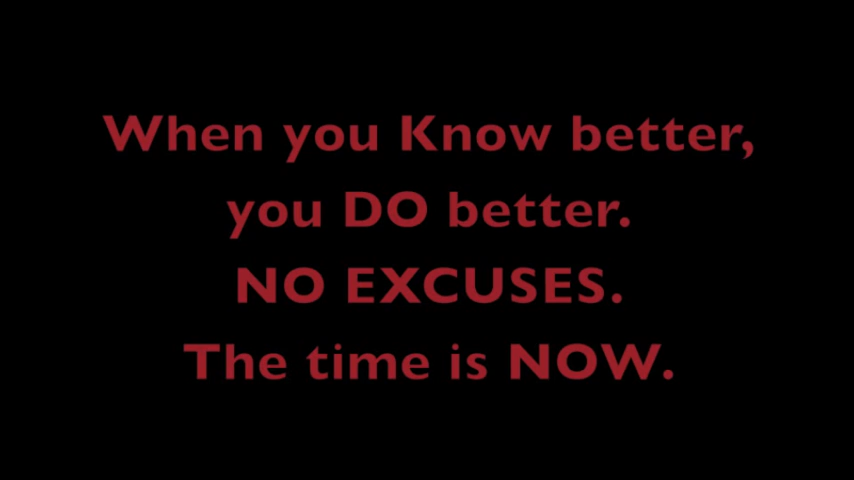 When you Know better,
you DO better.
NO EXCUSES.
The time is NOW.